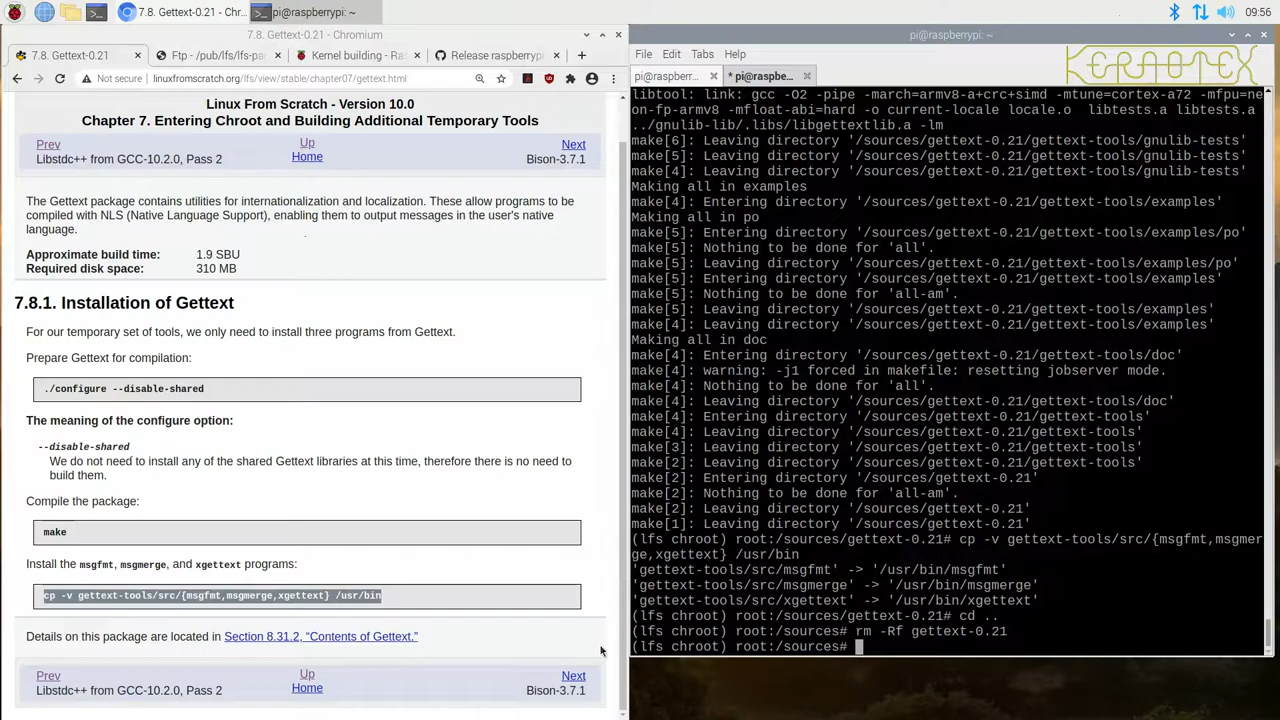 7.8. Gettext-0.21 - Chr...
pi@raspberrypi: ~
09:56
7.8. Gettext-0.21 - Chromium
pi@raspberrypi: ~
7.8. Gettext-0.21
Ftp - /pub/lfs/lfs-pa
Kernel building - Ras
Release raspberrypi
File Edit Tabs Help
KERAOTEX
Not secure | linuxfromscratch.org/lfs/view/stable/chapter07/gettext.html
pi@raspberr...
* pi@raspbe...
Linux From Scratch - Version 10.0
Chapter 7. Entering Chroot and Building Additional Temporary Tools
Prev Up Next
Libstdc++ from GCC-10.2.0, Pass 2 Home Bison-3.7.1
The Gettext package contains utilities for internationalization and localization. These allow programs to be
compiled with NLS (Native Language Support), enabling them to output messages in the user's native
language.
Approximate build time: 1.9 SBU
Required disk space: 310 MB
7.8.1. Installation of Gettext
For our temporary set of tools, we only need to install three programs from Gettext.
Prepare Gettext for compilation:
./configure --disable-shared
The meaning of the configure option:
--disable-shared
We do not need to install any of the shared Gettext libraries at this time, therefore there is no need to
build them.
Compile the package:
make
Install the msgfmt, msgmerge, and xgettext programs:
cp -v gettext-tools/src/{msgfmt,msgmerge,xgettext} /usr/bin
Details on this package are located in Section 8.31.2, “Contents of Gettext.”
Prev Up Next
Libstdc++ from GCC-10.2.0, Pass 2 Home Bison-3.7.1
libtool: link: gcc -O2 -pipe -march=armv8-a+crc+simd -mtune=cortex-a72 -mfpu=ne
on-fp-armv8 -mfloat-abi=hard -o current-locale locale.o  libtests.a libtests.a
../gnulib-lib/.libs/libgettextlib.a -lm
make[6]: Leaving directory '/sources/gettext-0.21/gettext-tools/gnulib-tests'
make[5]: Leaving directory '/sources/gettext-0.21/gettext-tools/gnulib-tests'
make[4]: Leaving directory '/sources/gettext-0.21/gettext-tools/gnulib-tests'
Making all in examples
make[4]: Entering directory '/sources/gettext-0.21/gettext-tools/examples'
Making all in po
make[5]: Entering directory '/sources/gettext-0.21/gettext-tools/examples/po'
make[5]: Nothing to be done for 'all'.
make[5]: Leaving directory '/sources/gettext-0.21/gettext-tools/examples/po'
make[5]: Entering directory '/sources/gettext-0.21/gettext-tools/examples'
make[5]: Nothing to be done for 'all-am'.
make[5]: Leaving directory '/sources/gettext-0.21/gettext-tools/examples'
make[4]: Leaving directory '/sources/gettext-0.21/gettext-tools/examples'
Making all in doc
make[4]: Entering directory '/sources/gettext-0.21/gettext-tools/doc'
make[4]: warning: -j1 forced in makefile: resetting jobserver mode.
make[4]: Nothing to be done for 'all'.
make[4]: Leaving directory '/sources/gettext-0.21/gettext-tools/doc'
make[4]: Entering directory '/sources/gettext-0.21/gettext-tools'
make[4]: Leaving directory '/sources/gettext-0.21/gettext-tools'
make[3]: Leaving directory '/sources/gettext-0.21/gettext-tools'
make[2]: Leaving directory '/sources/gettext-0.21/gettext-tools'
make[2]: Entering directory '/sources/gettext-0.21'
make[2]: Nothing to be done for 'all-am'.
make[2]: Leaving directory '/sources/gettext-0.21'
make[1]: Leaving directory '/sources/gettext-0.21'
(lfs chroot) root:/sources/gettext-0.21# cp -v gettext-tools/src/{msgfmt,msgmer
ge,xgettext} /usr/bin
'gettext-tools/src/msgfmt' -> '/usr/bin/msgfmt'
'gettext-tools/src/msgmerge' -> '/usr/bin/msgmerge'
'gettext-tools/src/xgettext' -> '/usr/bin/xgettext'
(lfs chroot) root:/sources/gettext-0.21# cd ..
(lfs chroot) root:/sources# rm -Rf gettext-0.21
(lfs chroot) root:/sources#